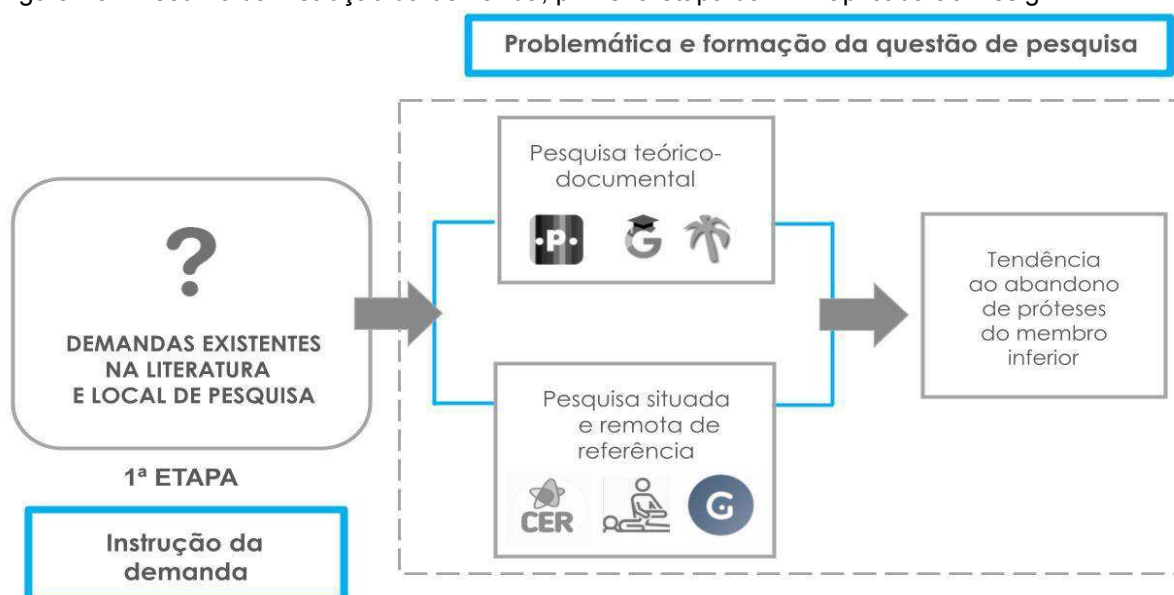 Problemática e formação da questão de pesquisa
?
DEMANDAS EXISTENTES
NA LITERATURA
E LOCAL DE PESQUISA
1ª ETAPA
Instrução da
demanda
Pesquisa teórico-
documental
.p.
G
Pesquisa situada
e remota de
referência
CER
G
Tendência
ao abandono
de próteses
do membro
inferior